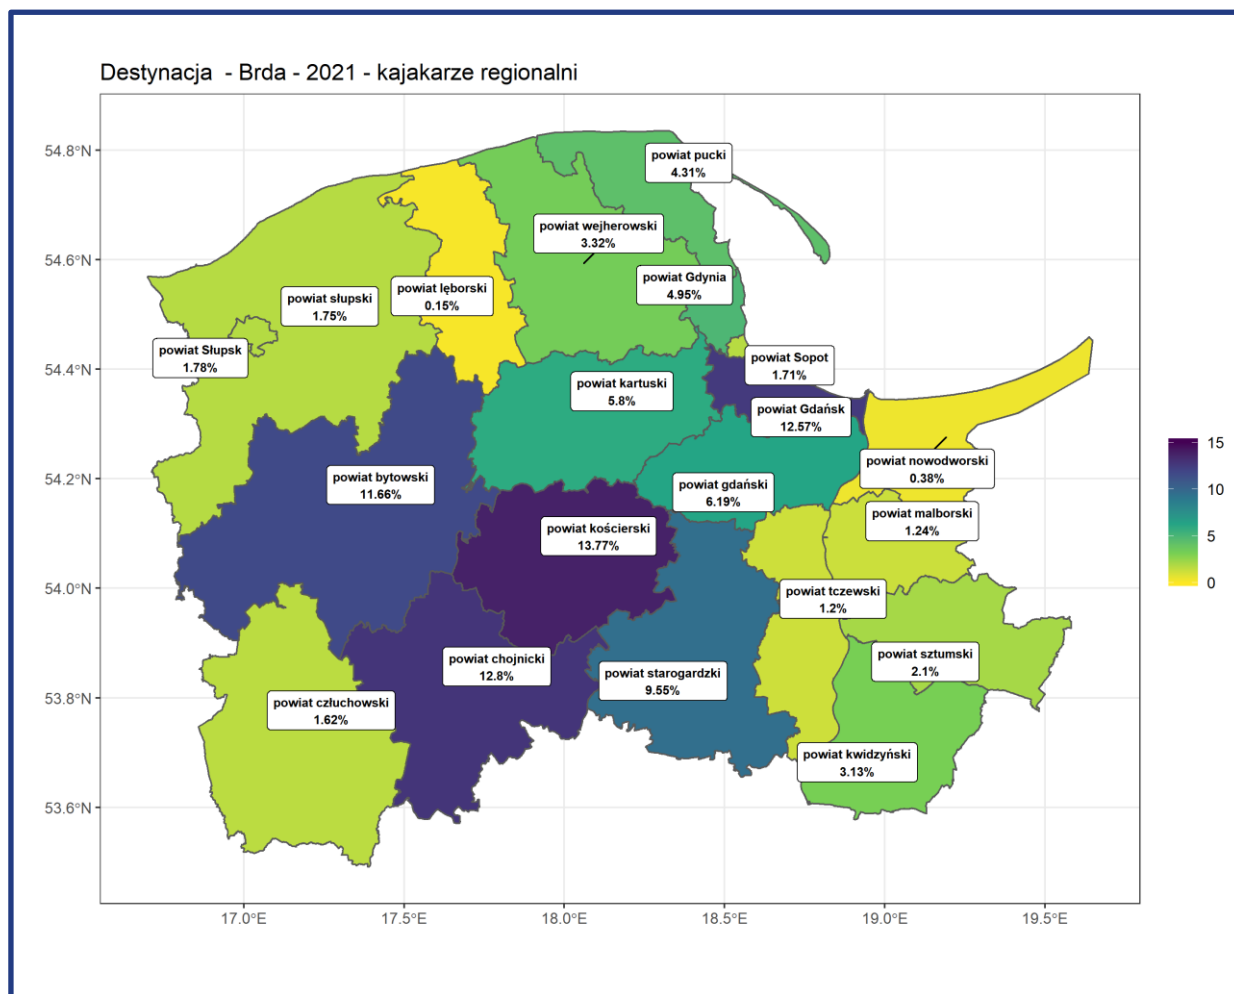 Destynacja - Brda - 2021 - kajakarze regionalni
54.8°N
54.6°N
54.4°N
54.2°N
54.0°N
53.8°N
53.6°N
powiat pucki
4.31%
powiat wejherowski
3.32%
powiat Gdynia
4.95%
powiat lęborski
0.15%
powiat słupski
1.75%
powiat Słupsk
1.78%
powiat Sopot
1.71%
powiat kartuski
5.8%
powiat Gdańsk
12.57%
powiat nowodworski
0.38%
powiat bytowski
11.66%
powiat gdański
6.19%
powiat malborski
1.24%
powiat kościerski
13.77%
powiat tczewski
1.2%
powiat sztumski
2.1%
powiat chojnicki
12.8%
powiat starogardzki
9.55%
powiat człuchowski
1.62%
powiat kwidzyński
3.13%
15
10
5
0
17.0°E
17.5°E
18.0°E
18.5°E
19.0°E
19.5°E